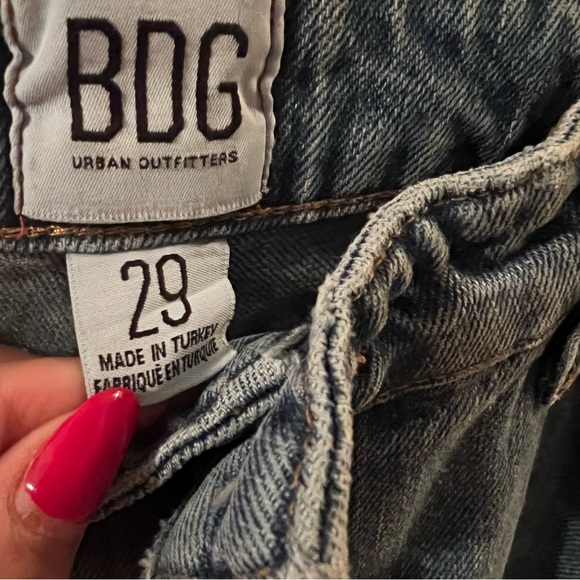 BDG
URBAN OUTFITTERS
29
MADE IN TURKEY
FABRIQUÉ EN TURQUIE